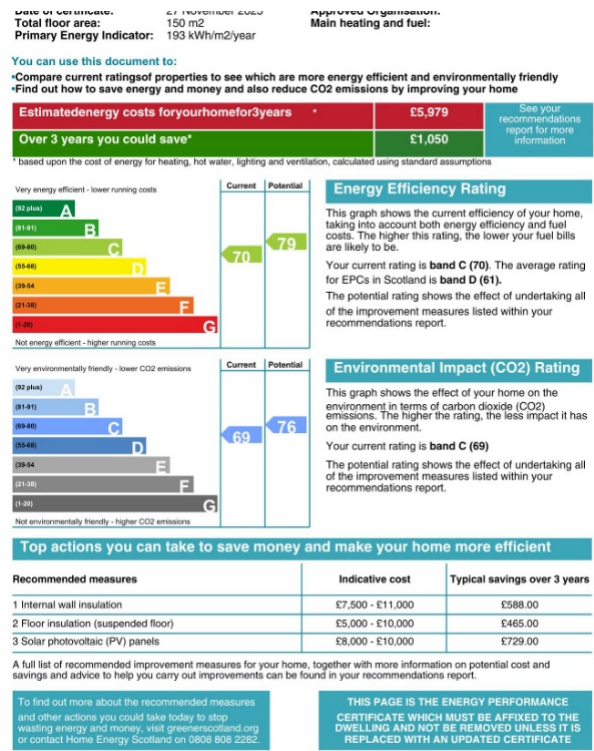 Date of certificate: 27 November 2023 Approved Organisation:
Total floor area: 150 m2 Main heating and fuel:
Primary Energy Indicator: 193 kWh/m2/year
You can use this document to:
•Compare current ratingsof properties to see which are more energy efficient and environmentally friendly
•Find out how to save energy and money and also reduce CO2 emissions by improving your home
Estimatedenergy costs foryourhomefor3years * £5,979
Over 3 years you could save* £1,050
See your
recommendations
report for more
information
* based upon the cost of energy for heating, hot water, lighting and ventilation, calculated using standard assumptions
Very energy efficient - lower running costs Current Potential
(92 plus) A
(81-91) B
(69-80) C
(55-68) D
(39-54 E
(21-38) F
(1-20) G
70 79
Not energy efficient - higher running costs
Energy Efficiency Rating
This graph shows the current efficiency of your home,
taking into account both energy efficiency and fuel
costs. The higher this rating, the lower your fuel bills
are likely to be.
Your current rating is band C (70). The average rating
for EPCs in Scotland is band D (61).
The potential rating shows the effect of undertaking all
of the improvement measures listed within your
recommendations report.
Very environmentally friendly - lower CO2 emissions Current Potential
(92 plus) A
(81-91) B
(69-80) C
(55-68) D
(39-54 E
(21-38) F
(1-20) G
69 76
Not environmentally friendly - higher CO2 emissions
Environmental Impact (CO2) Rating
This graph shows the effect of your home on the
environment in terms of carbon dioxide (CO2)
emissions. The higher the rating, the less impact it has
on the environment.
Your current rating is band C (69)
The potential rating shows the effect of undertaking all
of the improvement measures listed within your
recommendations report.
Top actions you can take to save money and make your home more efficient
Recommended measures Indicative cost Typical savings over 3 years
1 Internal wall insulation £7,500 - £11,000 £588.00
2 Floor insulation (suspended floor) £5,000 - £10,000 £465.00
3 Solar photovoltaic (PV) panels £8,000 - £10,000 £729.00
A full list of recommended improvement measures for your home, together with more information on potential cost and
savings and advice to help you carry out improvements can be found in your recommendations report.
To find out more about the recommended measures
and other actions you could take today to stop
wasting energy and money, visit greenerscotland.org
or contact Home Energy Scotland on 0808 808 2282.
THIS PAGE IS THE ENERGY PERFORMANCE
CERTIFICATE WHICH MUST BE AFFIXED TO THE
DWELLING AND NOT BE REMOVED UNLESS IT IS
REPLACED WITH AN UPDATED CERTIFICATE